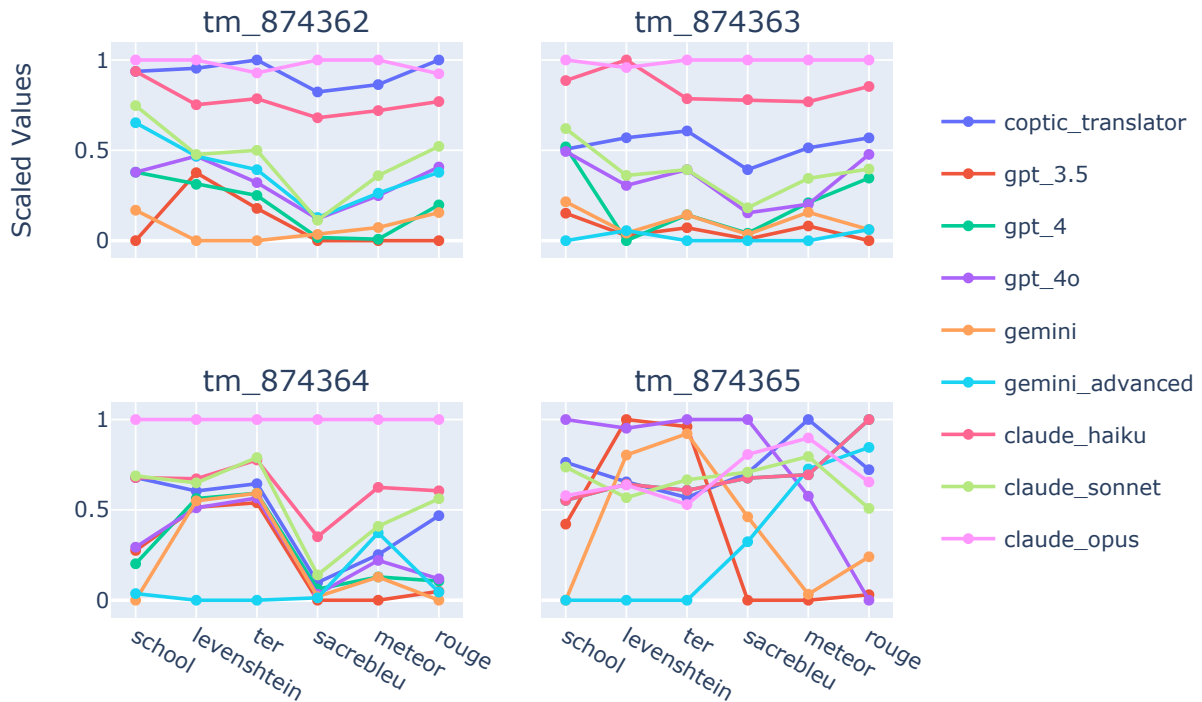 tm_874362
tm_874363
Scaled Values
1
0.5
0
coptic_translator
gpt_3.5
gpt_4
gpt_4o
gemini
gemini_advanced
claude_haiku
claude_sonnet
claude_opus
tm_874364
tm_874365
1
0.5
0
school
levenshtein
ter
sacrebleu
meteor
rouge
school
levenshtein
ter
sacrebleu
meteor
rouge